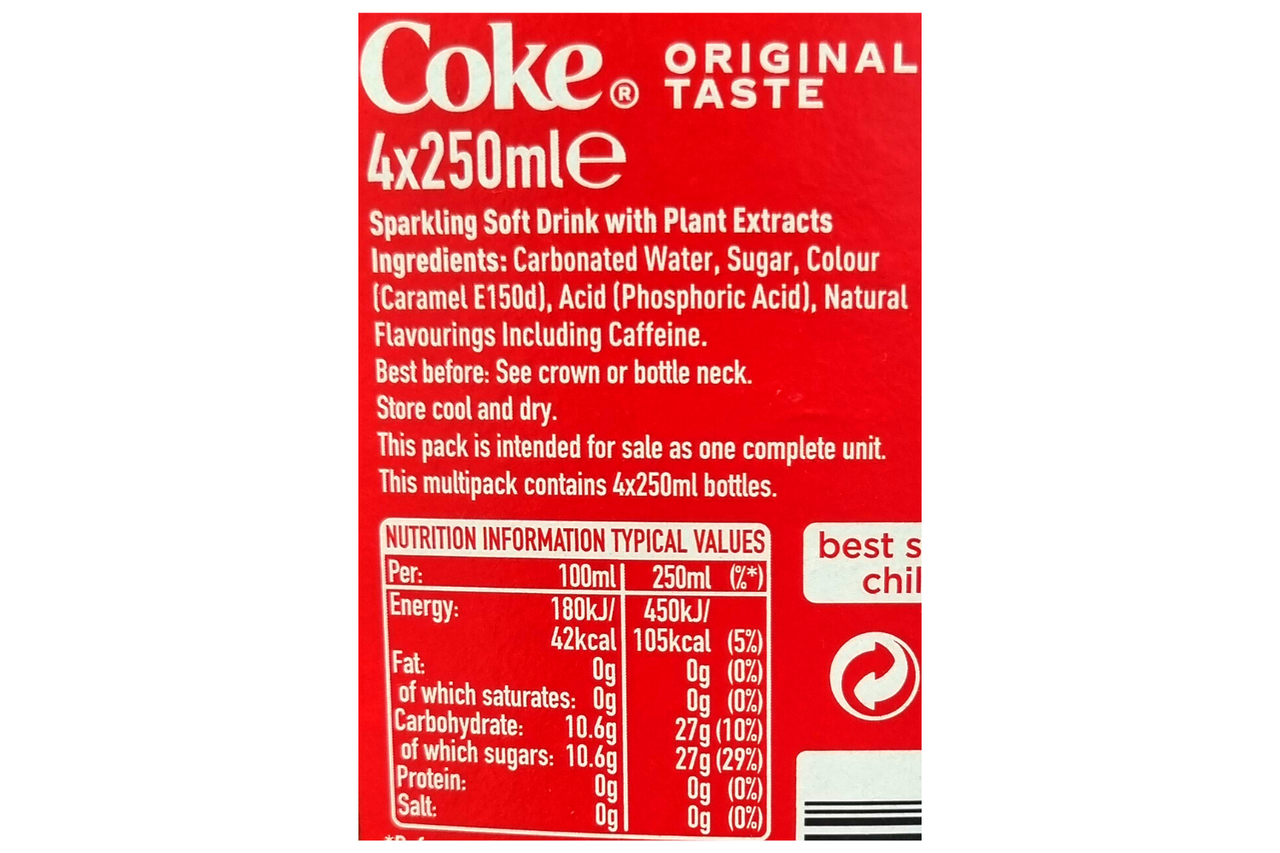 Coke® ORIGINAL
TASTE
4x250ml℮
Sparkling Soft Drink with Plant Extracts
Ingredients: Carbonated Water, Sugar, Colour
(Caramel E150d), Acid (Phosphoric Acid), Natural
Flavourings Including Caffeine.
Best before: See crown or bottle neck.
Store cool and dry.
This pack is intended for sale as one complete unit.
This multipack contains 4x250ml bottles.
NUTRITION INFORMATION TYPICAL VALUES
Per: 100ml 250ml (%*)
Energy: 180kJ/ 450kJ/
42kcal 105kcal (5%)
Fat: 0g 0g (0%)
of which saturates: 0g 0g (0%)
Carbohydrate: 10.6g 27g (10%)
of which sugars: 10.6g 27g (29%)
Protein: 0g 0g (0%)
Salt: 0g 0g (0%)
best s
chil